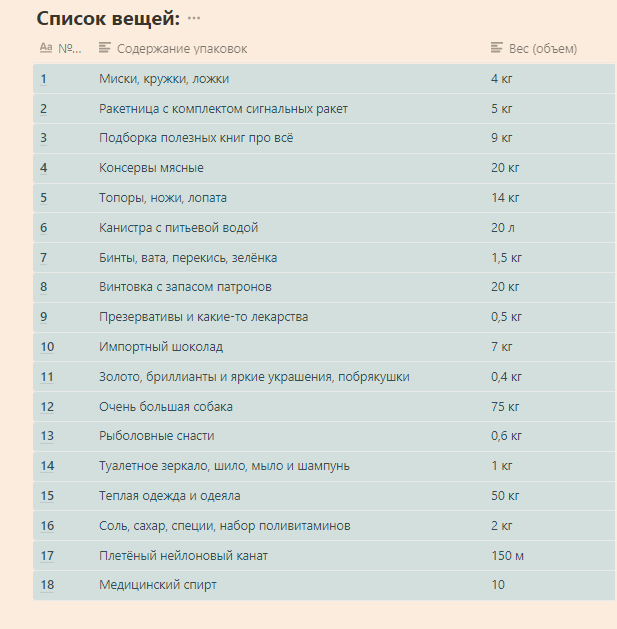 Список вещей: ...
Aa №... Содержание упаковок Вес (объем)
1 Миски, кружки, ложки 4 кг
2 Ракетница с комплектом сигнальных ракет 5 кг
3 Подборка полезных книг про всё 9 кг
4 Консервы мясные 20 кг
5 Топоры, ножи, лопата 14 кг
6 Канистра с питьевой водой 20 л
7 Бинты, вата, перекись, зелёнка 1,5 кг
8 Винтовка с запасом патронов 20 кг
9 Презервативы и какие-то лекарства 0,5 кг
10 Импортный шоколад 7 кг
11 Золото, бриллианты и яркие украшения, побрякушки 0,4 кг
12 Очень большая собака 75 кг
13 Рыболовные снасти 0,6 кг
14 Туалетное зеркало, шило, мыло и шампунь 1 кг
15 Теплая одежда и одеяла 50 кг
16 Соль, сахар, специи, набор поливитаминов 2 кг
17 Плетёный нейлоновый канат 150 м
18 Медицинский спирт 10